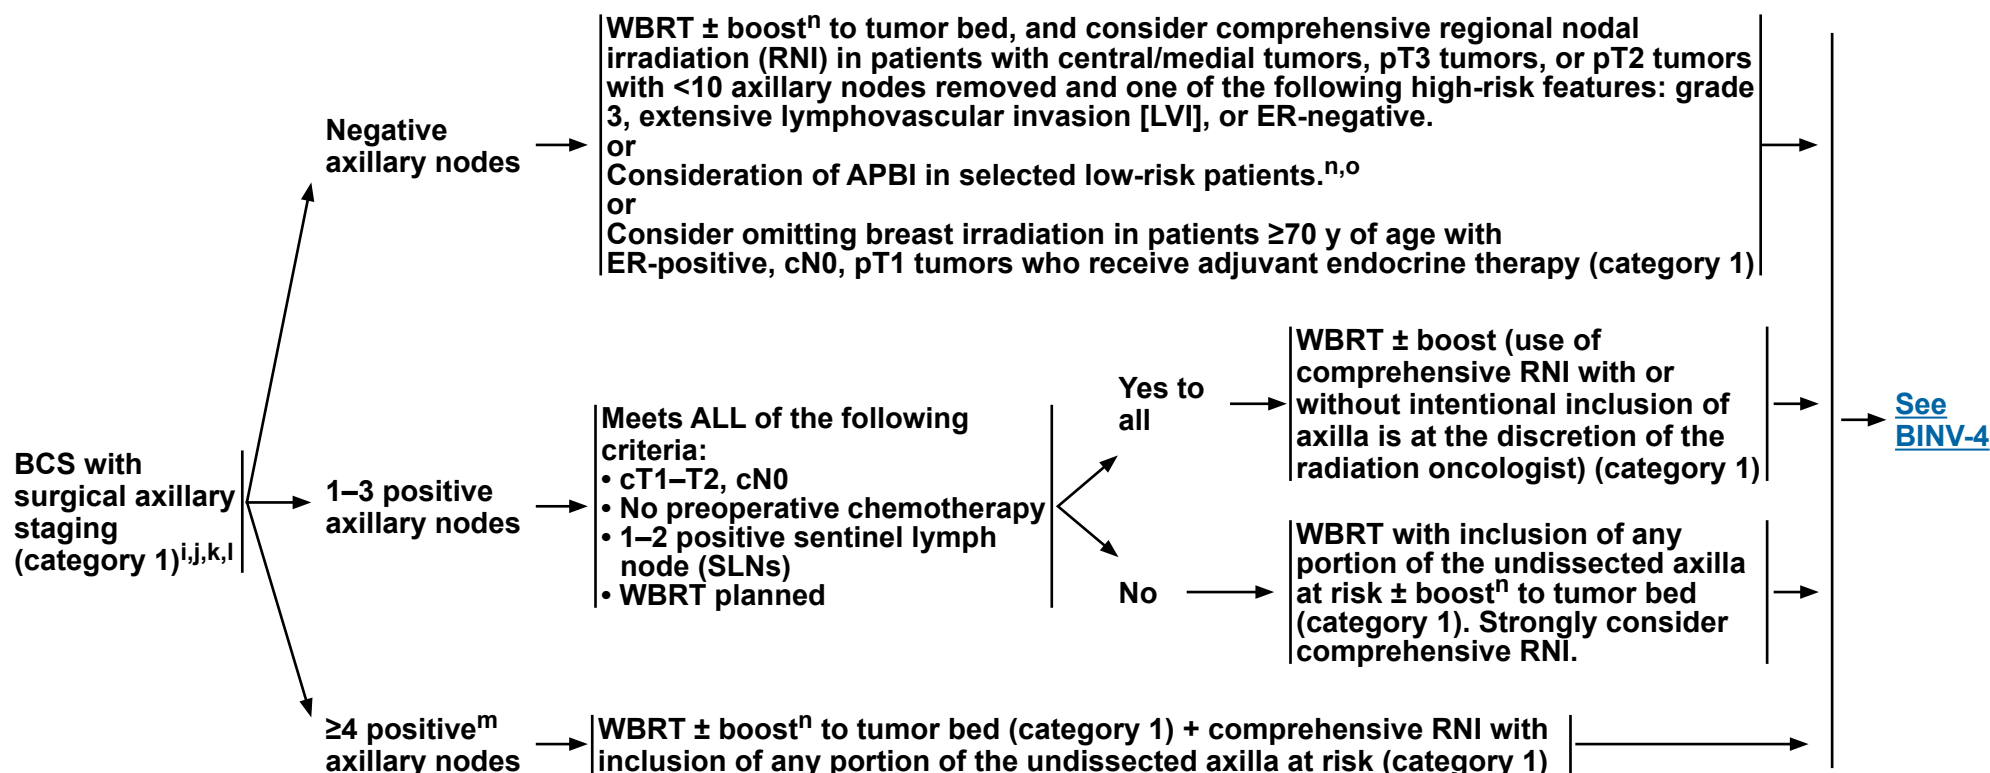 BCS with
surgical axillary
staging
(category 1)i,j,k,l
Negative
axillary nodes
WBRT ± boostn to tumor bed, and consider comprehensive regional nodal
irradiation (RNI) in patients with central/medial tumors, pT3 tumors, or pT2 tumors
with <10 axillary nodes removed and one of the following high-risk features: grade
3, extensive lymphovascular invasion [LVI], or ER-negative.
or
Consideration of APBI in selected low-risk patients.n,o
or
Consider omitting breast irradiation in patients ≥70 y of age with
ER-positive, cN0, pT1 tumors who receive adjuvant endocrine therapy (category 1)
1–3 positive
axillary nodes
Meets ALL of the following
criteria:
• cT1–T2, cN0
• No preoperative chemotherapy
• 1–2 positive sentinel lymph
node (SLNs)
• WBRT planned
Yes to
all
WBRT ± boost (use of
comprehensive RNI with or
without intentional inclusion of
axilla is at the discretion of the
radiation oncologist) (category 1)
No
WBRT with inclusion of any
portion of the undissected axilla
at risk ± boostn to tumor bed
(category 1). Strongly consider
comprehensive RNI.
≥4 positivem
axillary nodes
WBRT ± boostn to tumor bed (category 1) + comprehensive RNI with
inclusion of any portion of the undissected axilla at risk (category 1)
See
BINV-4